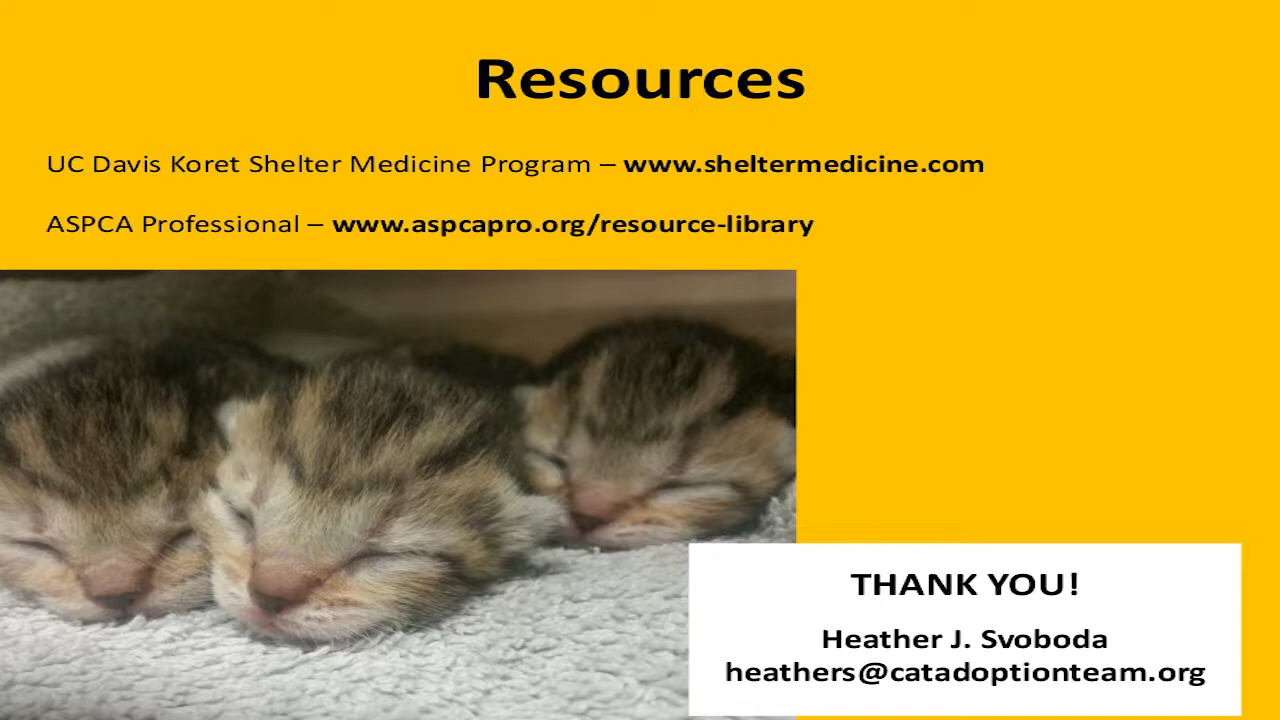 Resources
UC Davis Koret Shelter Medicine Program – www.sheltermedicine.com
ASPCA Professional – www.aspcapro.org/resource-library
THANK YOU!
Heather J. Svoboda
heathers@catadoptionteam.org